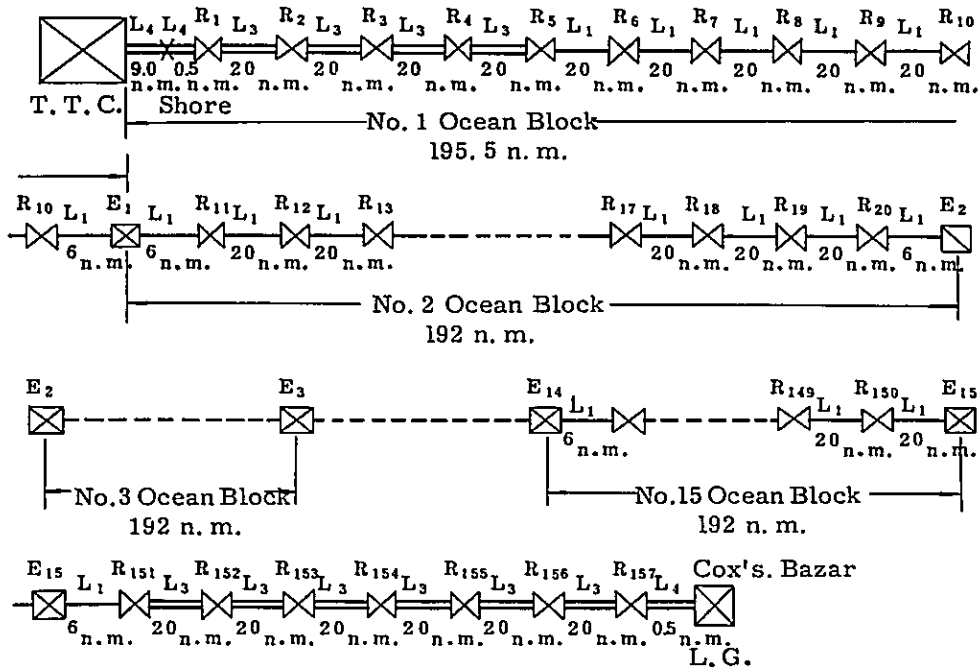 L4 L4 R1 L3 R2 L3 R3 L3 R4 L3 R5 L1 R6 L1 R7 L1 R8 L1 R9 L1 R10
9.0 0.5 20 20 20 20 20 20 20 20 20
n.m. n.m. n.m. n.m. n.m. n.m. n.m. n.m. n.m. n.m. n.m.
T. T. C. Shore
No. 1 Ocean Block
195.5 n. m.
R10 L1 E1 L1 R11 L1 R12 L1 R13 R17 L1 R18 L1 R19 L1 R20 L1 E2
6 n.m. 6 n.m. 20 n.m. 20 n.m. 20 n.m. 20 n.m. 20 n.m. 6 n.m.
No. 2 Ocean Block
192 n. m.
E2 E3 E14 L1 R149 L1 R150 L1 E15
6 n.m. 20 n.m. 20 n.m.
No. 3 Ocean Block No. 15 Ocean Block
192 n. m. 192 n. m.
E15 L1 R151 L3 R152 L3 R153 L3 R154 L3 R155 L3 R156 L3 R157 L4 Cox's. Bazar
6 n.m. 20 n.m. 20 n.m. 20 n.m. 20 n.m. 20 n.m. 20 n.m. 0.5 n.m.
L. G.